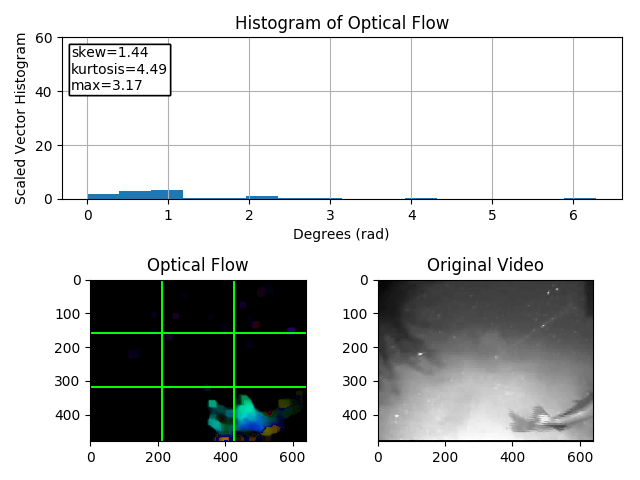 Histogram of Optical Flow
Scaled Vector Histogram
60
40
20
0
skew=1.44
kurtosis=4.49
max=3.17
0 1 2 3 4 5 6
Degrees (rad)
Optical Flow
0
100
200
300
400
0 200 400 600
Original Video
0
100
200
300
400
0 200 400 600